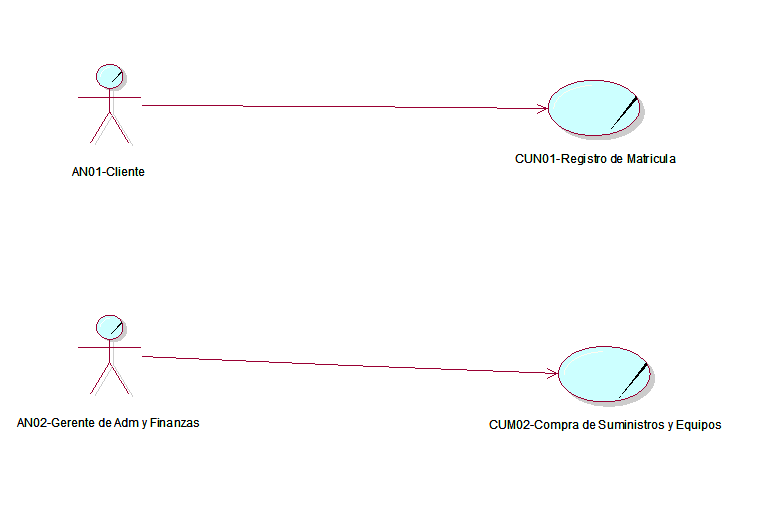 AN01-Cliente
CUN01-Registro de Matricula
AN02-Gerente de Adm y Finanzas
CUM02-Compra de Suministros y Equipos